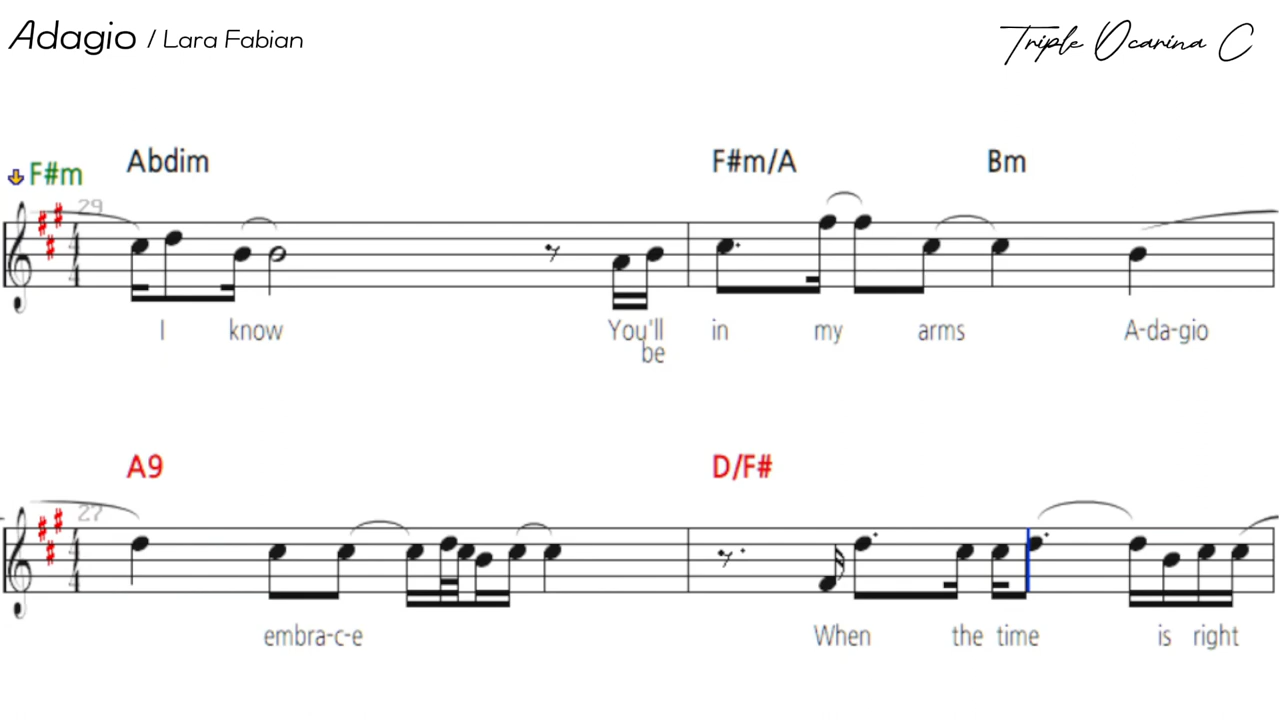 Adagio / Lara Fabian
Triple Ocarina C
F#m Abdim F#m/A Bm
29
I know You'll in my arms A-da-gio
be
A9 D/F#
27
embra-c-e When the time is right